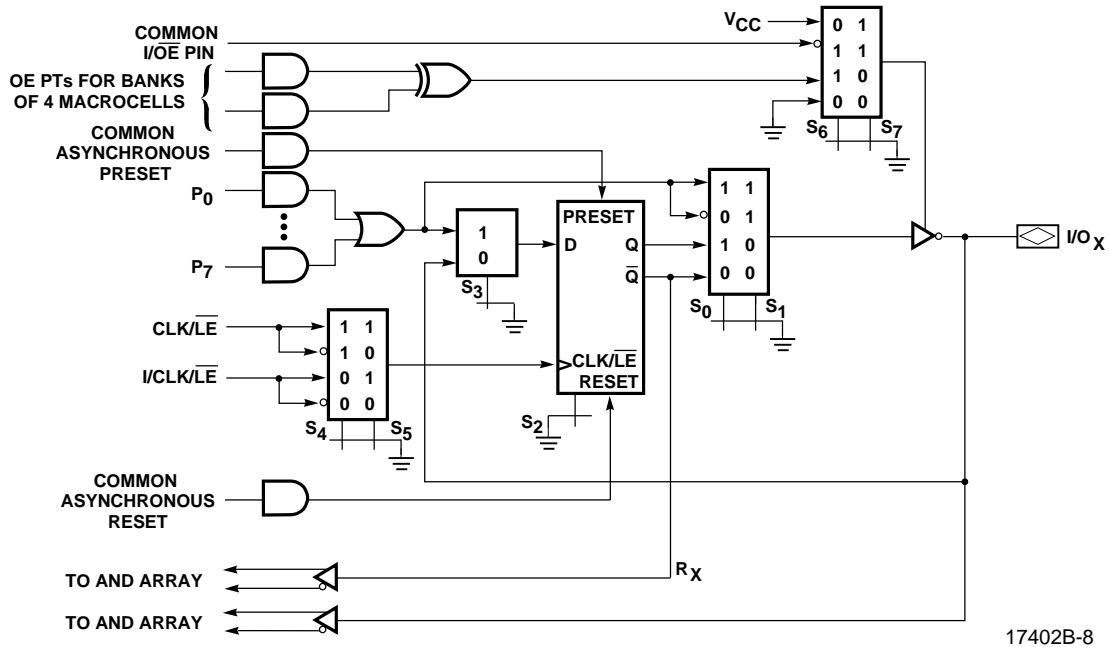 COMMON
I/OE PIN
OE PTs FOR BANKS
OF 4 MACROCELLS
COMMON
ASYNCHRONOUS
PRESET
P0
P7
VCC
0 1
1 1
1 0
0 0
S6 S7
1
0
S3
PRESET
D Q
Q
CLK/LE
RESET
S2
1 1
0 1
1 0
0 0
S0 S1
I/OX
CLK/LE
I/CLK/LE
1 1
1 0
0 1
0 0
S4 S5
COMMON
ASYNCHRONOUS
RESET
RX
TO AND ARRAY
TO AND ARRAY
17402B-8